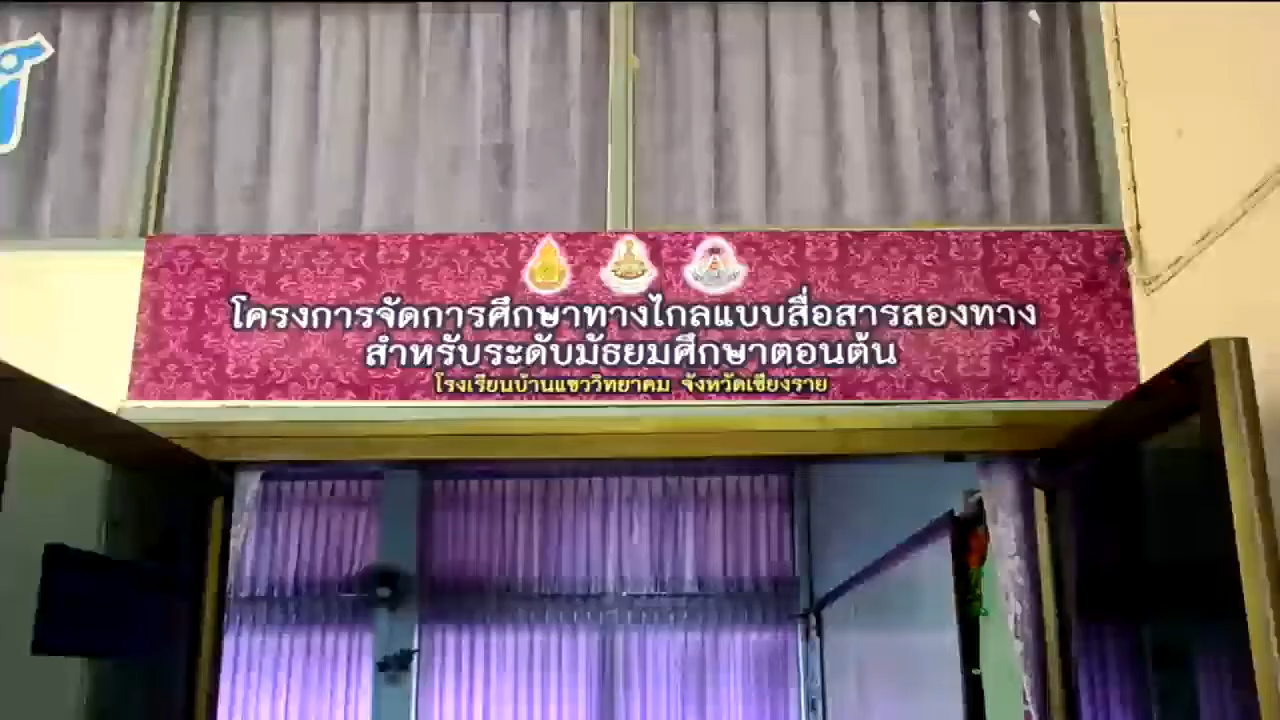 โครงการจัดการศึกษาทางไกลแบบสื่อสารสองทาง
สำหรับระดับมัธยมศึกษาตอนต้น
โรงเรียนบ้านแซววิทยาคม จังหวัดเชียงราย